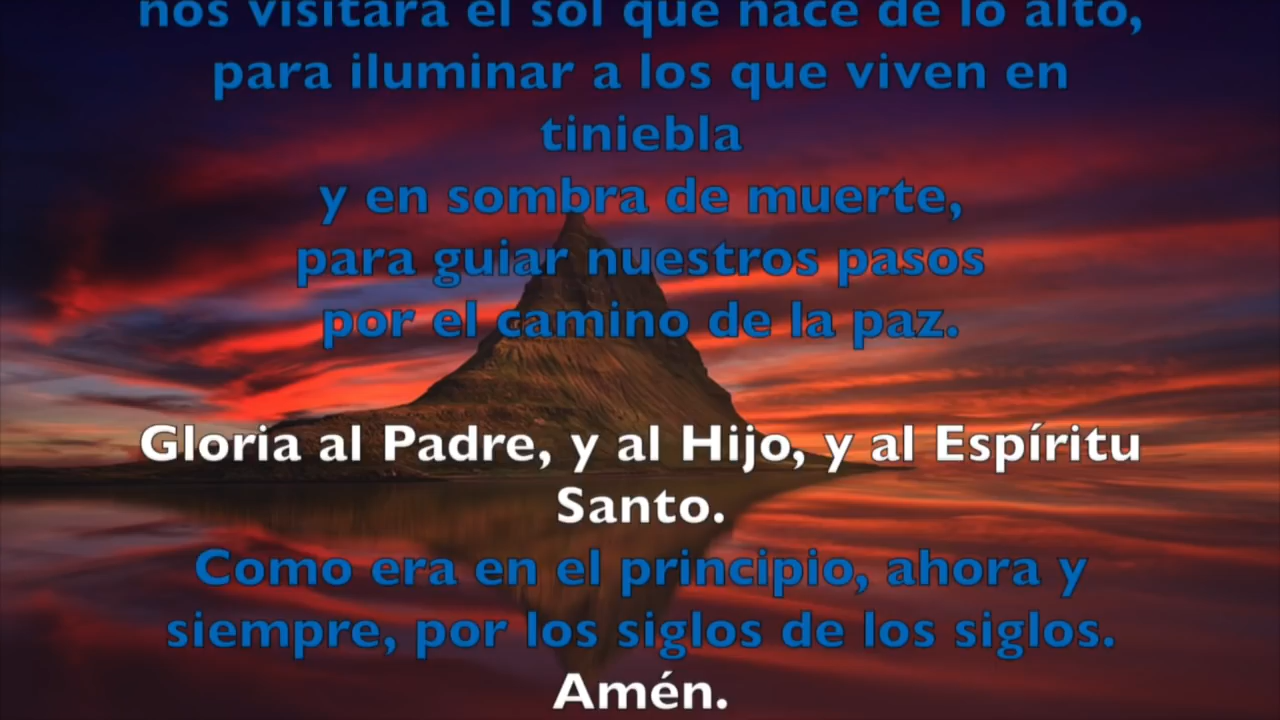 nos visitará el sol que nace de lo alto,
para iluminar a los que viven en
tiniebla
y en sombra de muerte,
para guiar nuestros pasos
por el camino de la paz.
Gloria al Padre, y al Hijo, y al Espíritu
Santo.
Como era en el principio, ahora y
siempre, por los siglos de los siglos.
Amén.